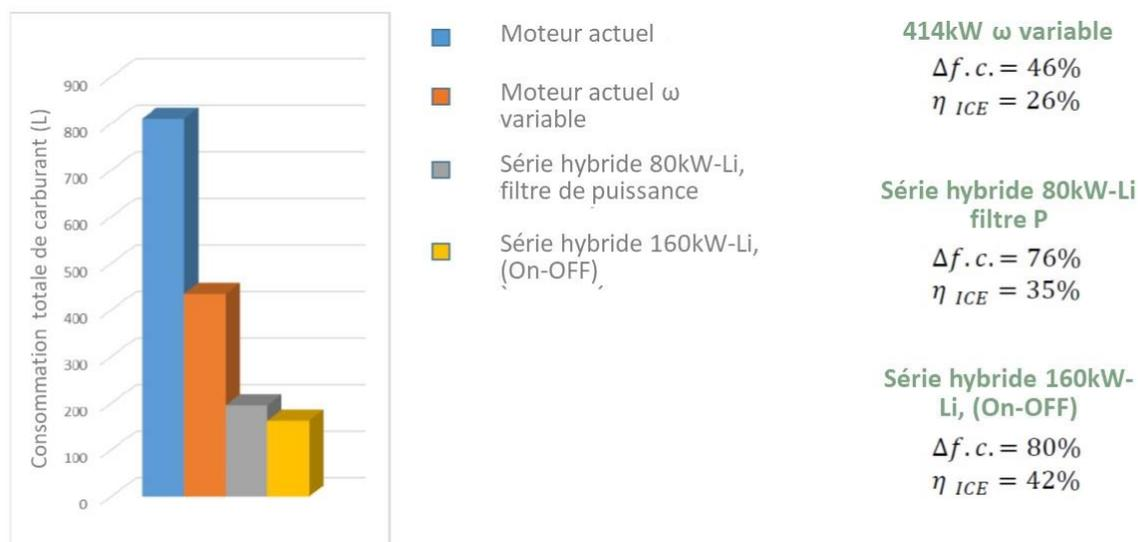 Consommation totale de carburant (L)
900
800
700
600
500
400
300
200
100
0
Moteur actuel
Moteur actuel ω
variable
Série hybride 80kW-Li,
filtre de puissance
Série hybride 160kW-Li,
(On-OFF)
414kW ω variable
Δf.c.= 46%
η ICE = 26%
Série hybride 80kW-Li
filtre P
Δf.c.= 76%
η ICE = 35%
Série hybride 160kW-
Li, (On-OFF)
Δf.c.= 80%
η ICE = 42%